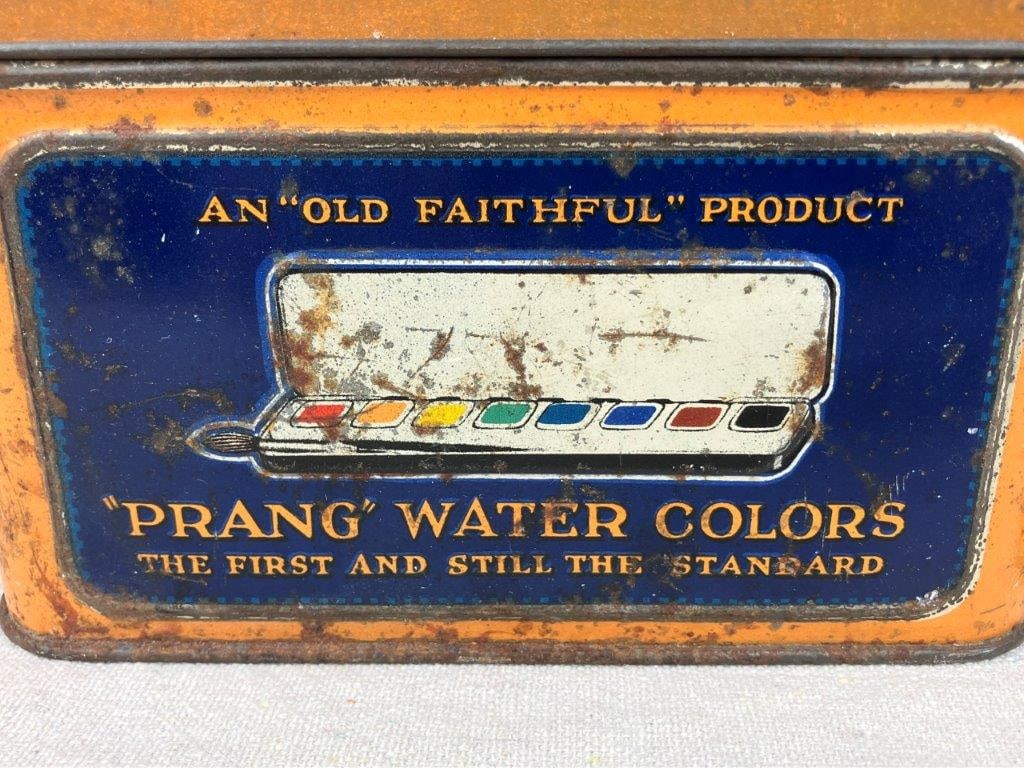 AN "OLD FAITHFUL" PRODUCT
"PRANG" WATER COLORS
THE FIRST AND STILL THE STANDARD